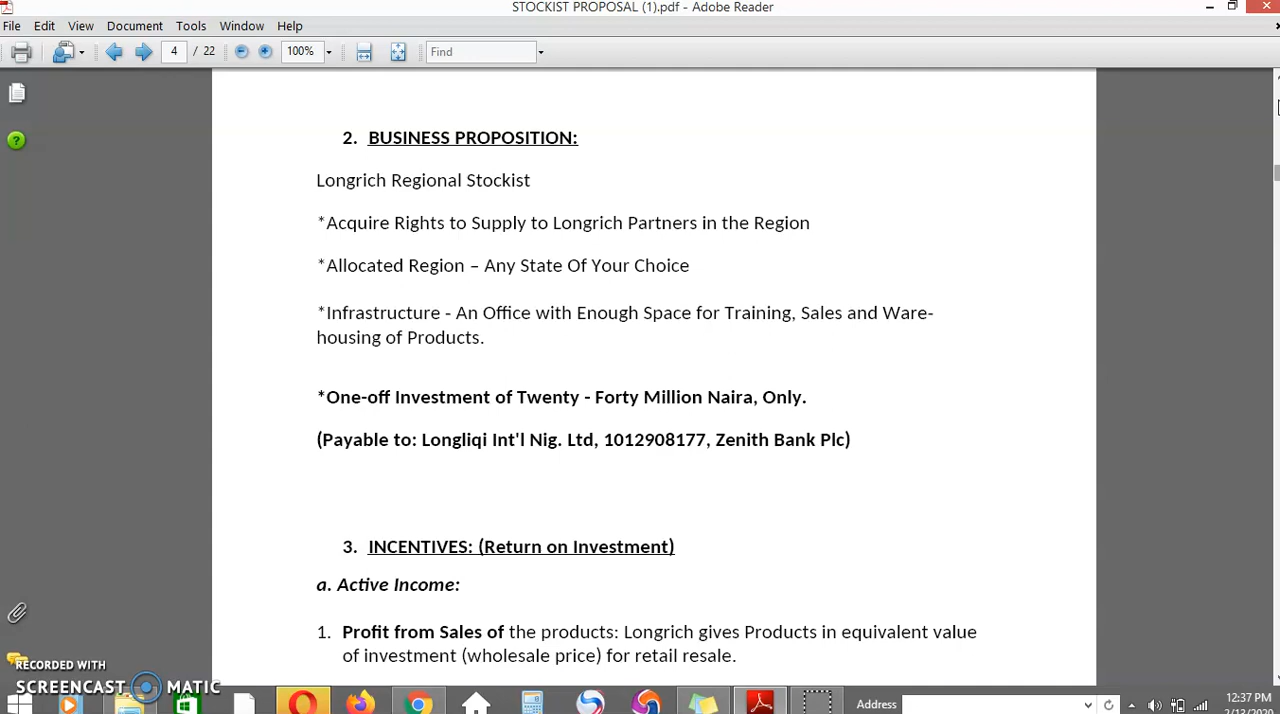 STOCKIST PROPOSAL (1).pdf - Adobe Reader
File Edit View Document Tools Window Help
4 / 22 100% Find
2. BUSINESS PROPOSITION:
Longrich Regional Stockist
*Acquire Rights to Supply to Longrich Partners in the Region
*Allocated Region – Any State Of Your Choice
*Infrastructure - An Office with Enough Space for Training, Sales and Ware-
housing of Products.
*One-off Investment of Twenty - Forty Million Naira, Only.
(Payable to: Longliqi Int'l Nig. Ltd, 1012908177, Zenith Bank Plc)
3. INCENTIVES: (Return on Investment)
a. Active Income:
1. Profit from Sales of the products: Longrich gives Products in equivalent value
of investment (wholesale price) for retail resale.
RECORDED WITH
SCREENCAST MATIC
Address
12:37 PM
2/13/2020